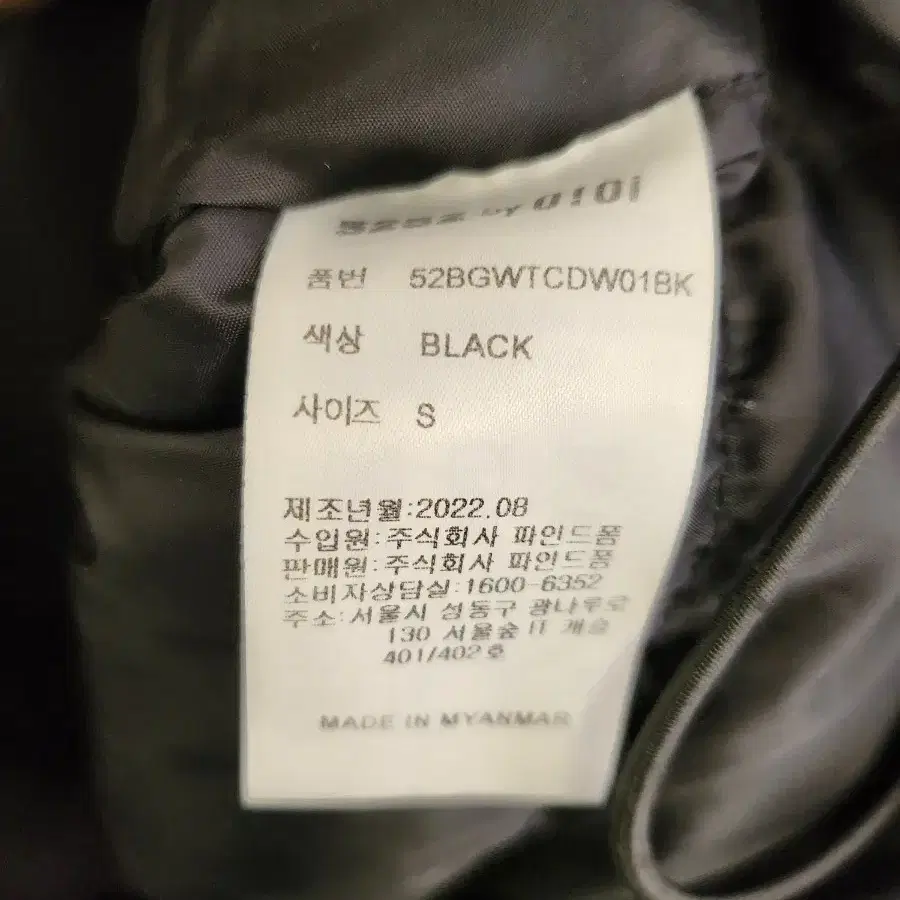 5252 by O!Oi
품번 52BGWTCDW01BK
색상 BLACK
사이즈 S
제조년월:2022.08
수입원:주식회사 파인드폼
판매원:주식회사 파인드폼
소비자상담실:1600-6352
주소:서울시 성동구 광나루로
130 서울숲 IT 캐슬
401/402호
MADE IN MYANMAR